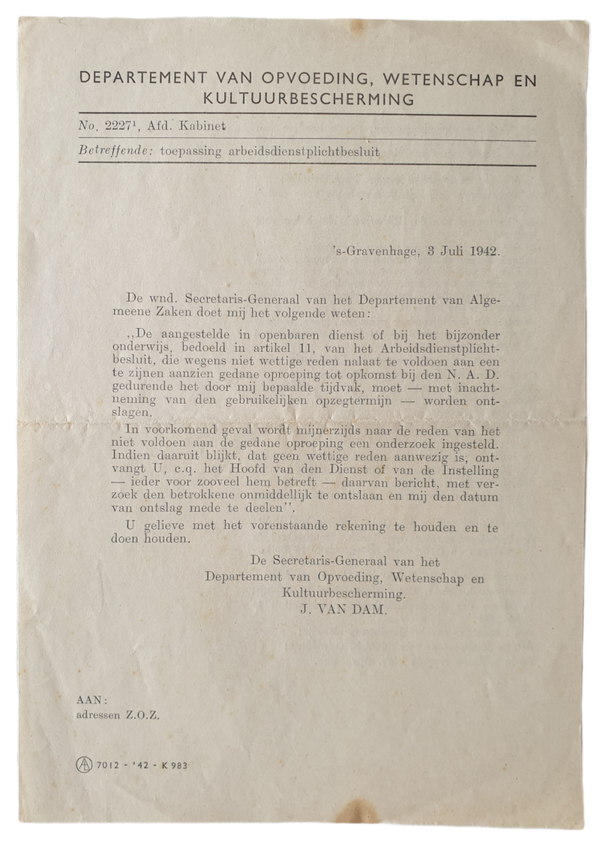 DEPARTEMENT VAN OPVOEDING, WETENSCHAP EN
KULTUURBESCHERMING
No. 2227¹, Afd. Kabinet
Betreffende: toepassing arbeidsdienstplichtbesluit
's-Gravenhage, 3 Juli 1942.
De wnd. Secretaris-Generaal van het Departement van Alge-
meene Zaken doet mij het volgende weten:
„De aangestelde in openbaren dienst of bij het bijzonder
onderwijs, bedoeld in artikel 11, van het Arbeidsdienstplicht-
besluit, die wegens niet wettige reden nalaat te voldoen aan een
te zijnen aanzien gedane oproeping tot opkomst bij den N. A. D.
gedurende het door mij bepaalde tijdvak, moet — met inacht-
neming van den gebruikelijken opzegtermijn — worden ont-
slagen.
In voorkomend geval wordt mijnerzijds naar de reden van het
niet voldoen aan de gedane oproeping een onderzoek ingesteld.
Indien daaruit blijkt, dat geen wettige reden aanwezig is, ont-
vangt U, c.q. het Hoofd van den Dienst of van de Instelling
— ieder voor zooveel hem betreft — daarvan bericht, met ver-
zoek den betrokkene onmiddellijk te ontslaan en mij den datum
van ontslag mede te deelen".
U gelieve met het vorenstaande rekening te houden en te
doen houden.
De Secretaris-Generaal van het
Departement van Opvoeding, Wetenschap en
Kultuurbescherming.
J. VAN DAM.
AAN:
adressen Z.O.Z.
AL 7012 - '42 - K 983